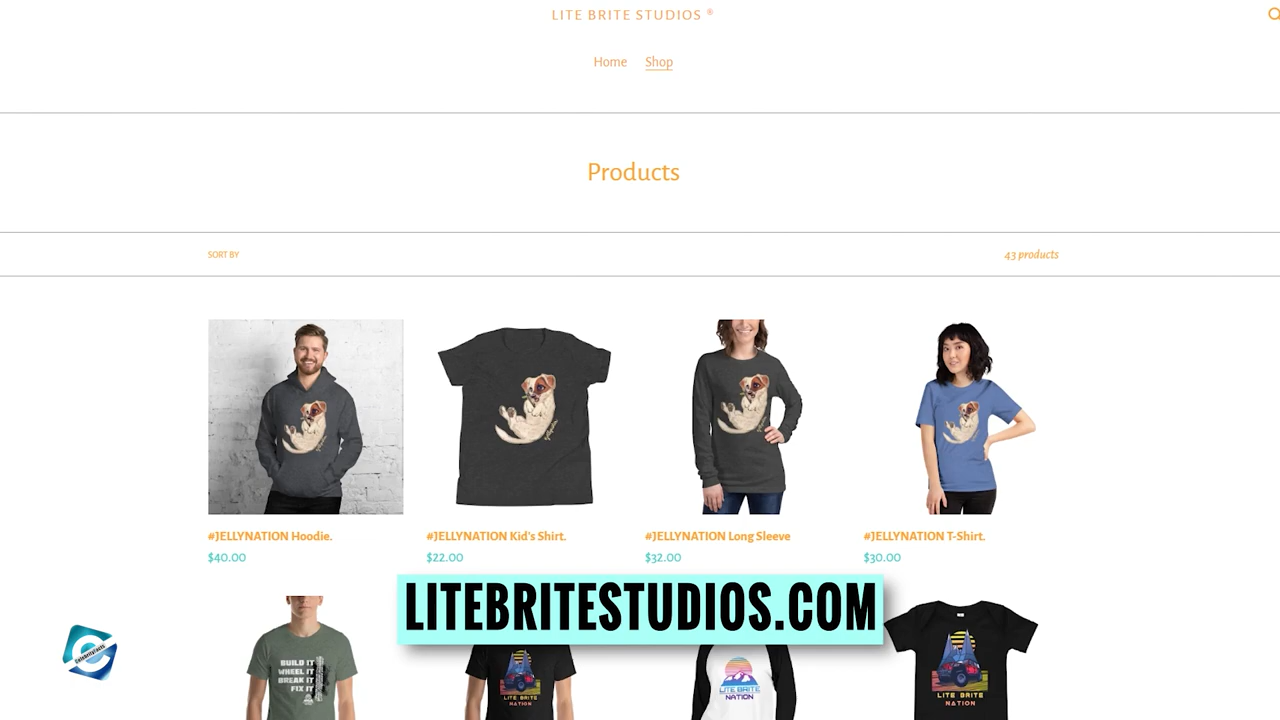 LITE BRITE STUDIOS ®
Home Shop
Products
SORT BY 43 products
#JELLYNATION Hoodie. #JELLYNATION Kid's Shirt. #JELLYNATION Long Sleeve #JELLYNATION T-Shirt.
$40.00 $22.00 $32.00 $30.00
LITEBRITESTUDIOS.COM
BUILD IT
WHEEL IT
BREAK IT
FIX IT
LITE BRITE
NATION
LITE BRITE
NATION
LITE BRITE
NATION
CelebrityFacts